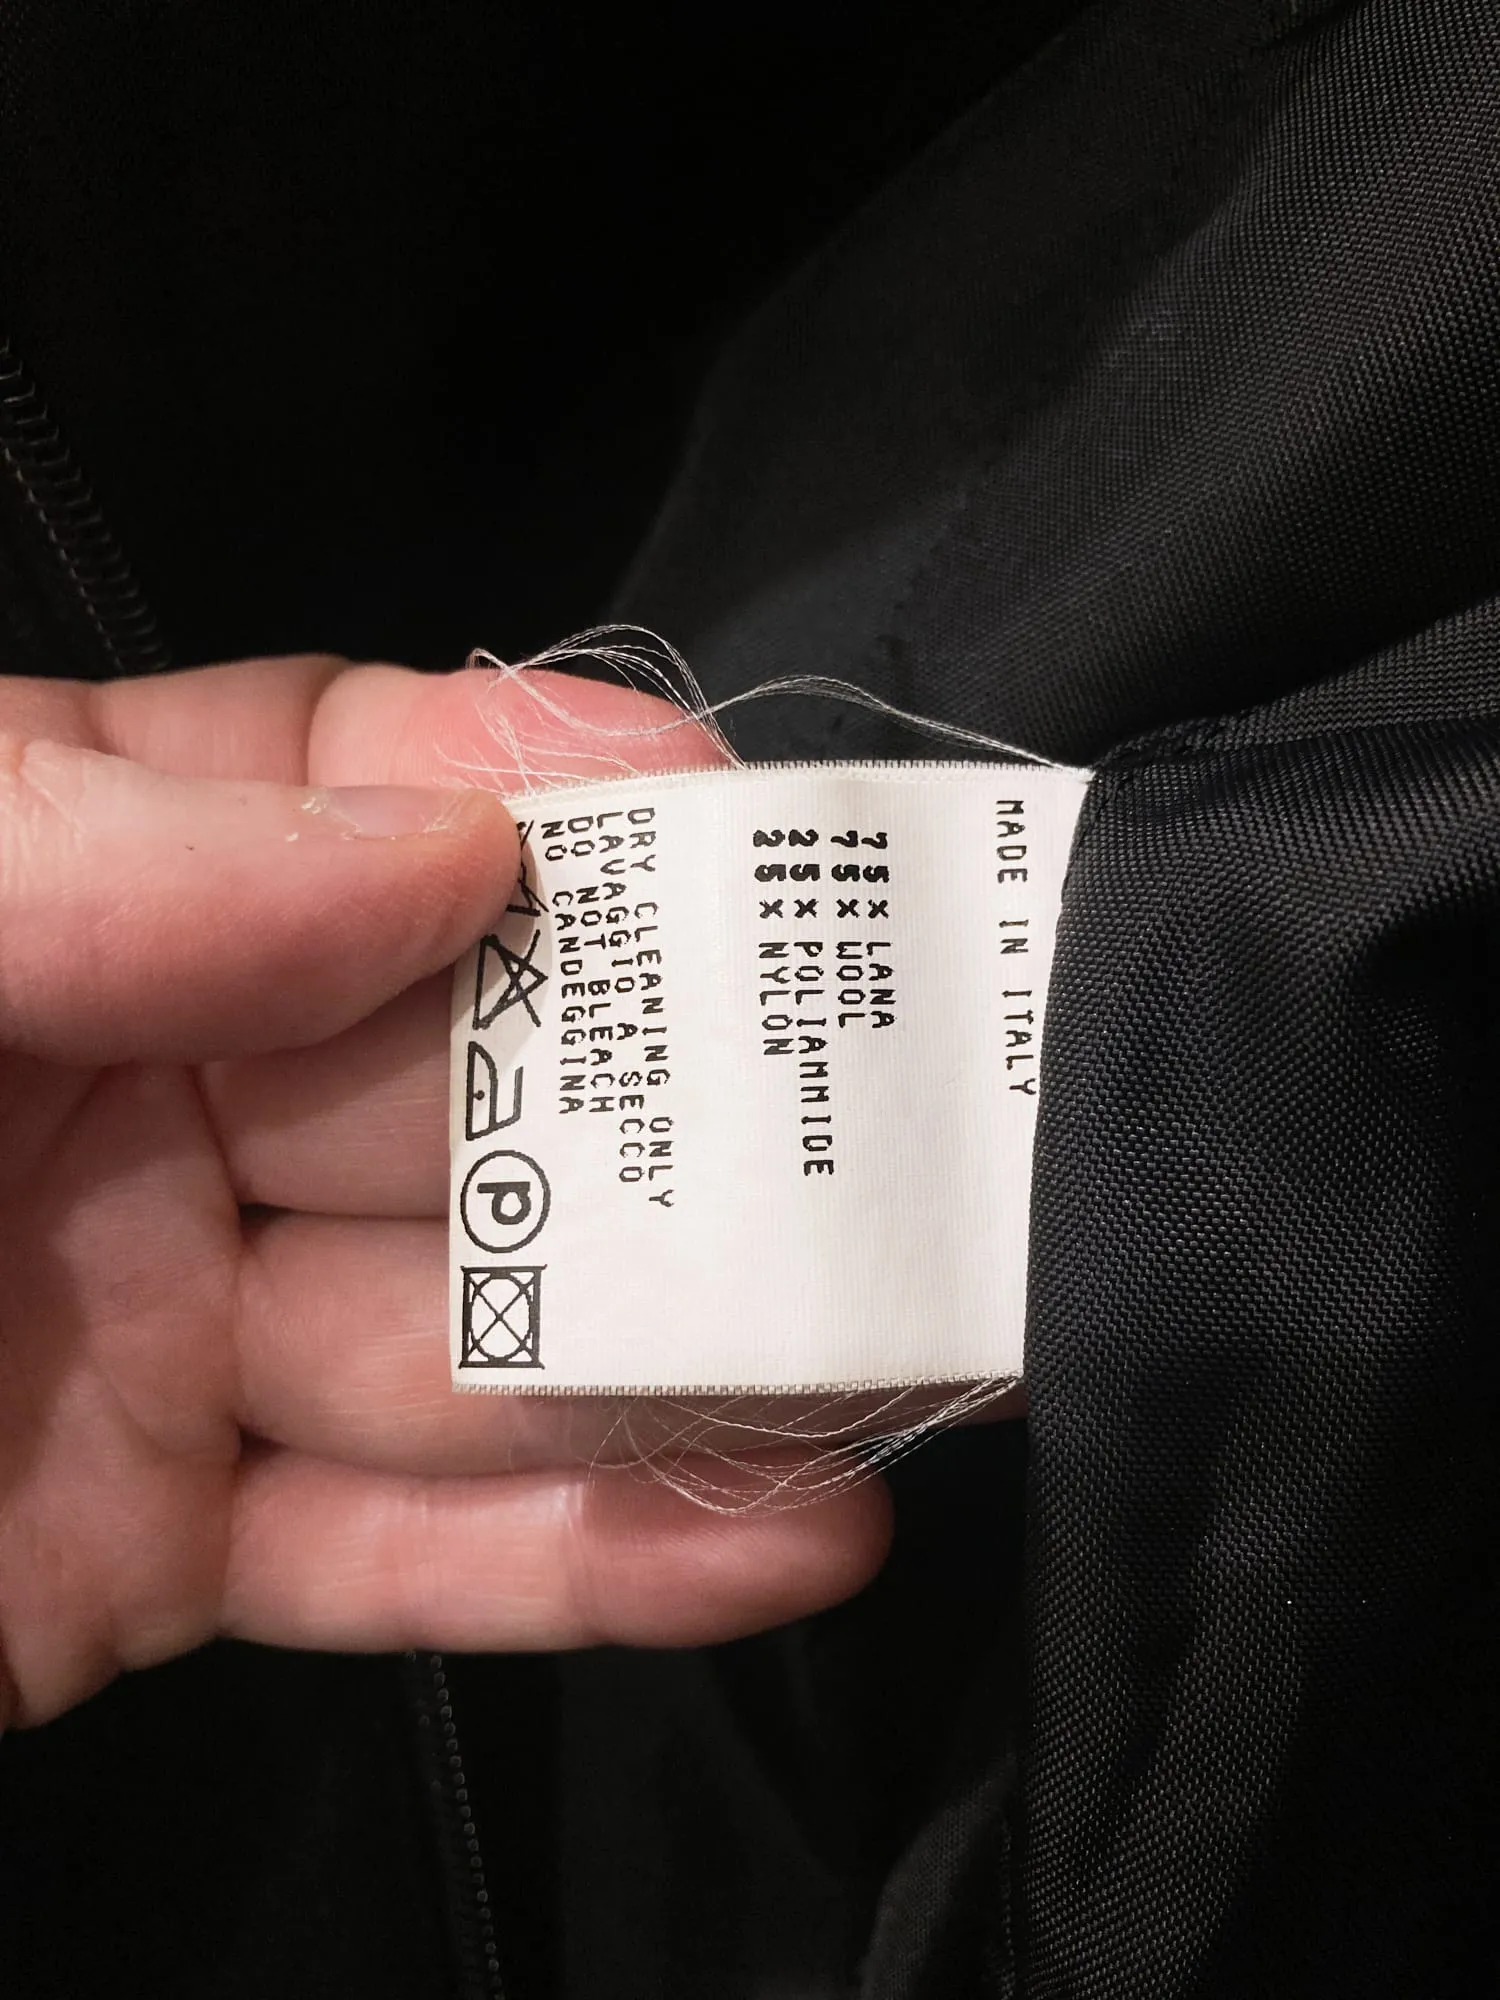 MADE IN ITALY
75% LANA
75% WOOL
25% POLIAMMIDE
25% NYLON
DRY CLEANING ONLY
LAVAGGIO A SECCO
DO NOT BLEACH
NO CANDEGGINA
P